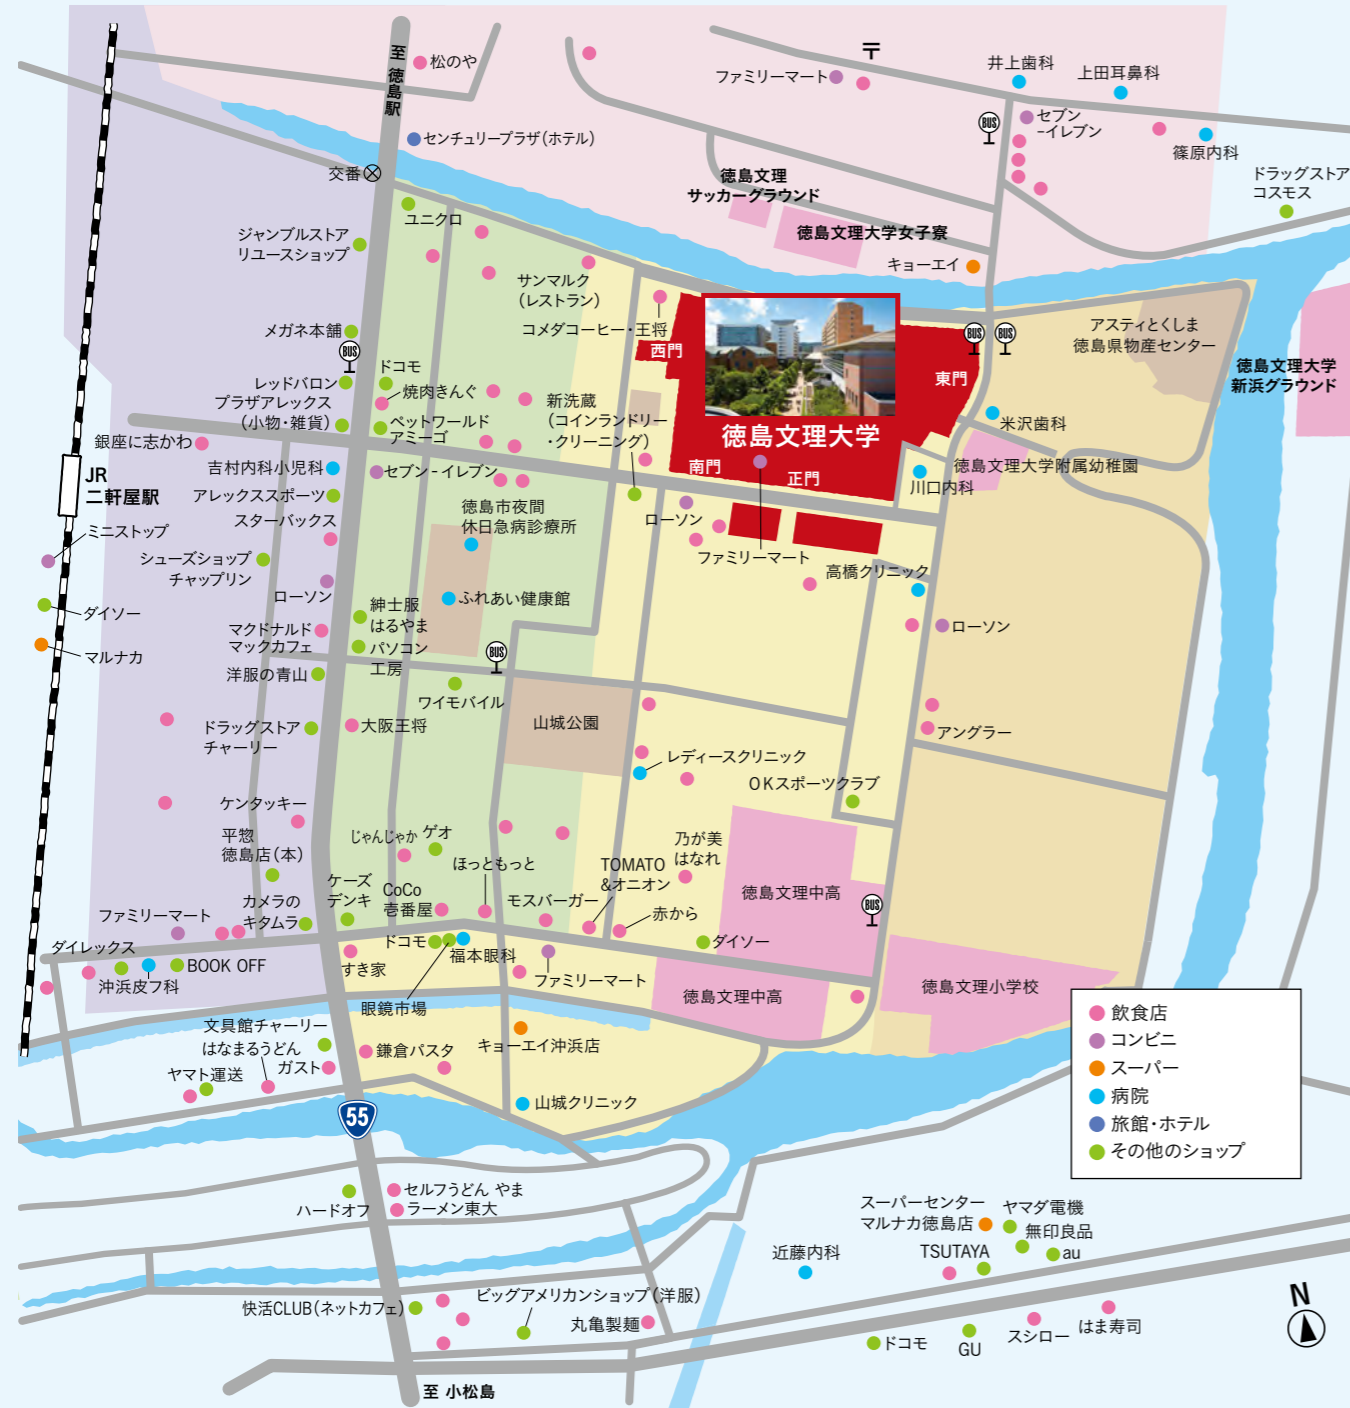 至 徳島駅
松のや
〒
ファミリーマート
井上歯科
上田耳鼻科
BUS
セブン
-イレブン
センチュリープラザ(ホテル)
篠原内科
交番
徳島文理
サッカーグラウンド
ドラッグストア
コスモス
ユニクロ
ジャンブルストア
リユースショップ
徳島文理大学女子寮
キョーエイ
サンマルク
(レストラン)
コメダコーヒー・王将
メガネ本舗
BUS
西門
BUS
BUS
アスティとくしま
徳島県物産センター
徳島文理大学
新浜グラウンド
東門
レッドバロン
ドコモ
焼肉きんぐ
プラザアレックス
(小物・雑貨)
ペットワールド
アミーゴ
新洗蔵
(コインランドリー
・クリーニング)
米沢歯科
徳島文理大学
銀座に志かわ
吉村内科小児科
セブン-イレブン
南門
正門
徳島文理大学附属幼稚園
川口内科
JR
二軒屋駅
アレックススポーツ
スターバックス
徳島市夜間
休日急病診療所
ローソン
ファミリーマート
ミニストップ
シューズショップ
チャップリン
高橋クリニック
ローソン
ふれあい健康館
ダイソー
紳士服
はるやま
マクドナルド
マックカフェ
ローソン
マルナカ
パソコン
工房
BUS
洋服の青山
ワイモバイル
山城公園
ドラッグストア
チャーリー
大阪王将
アングラー
レディースクリニック
OKスポーツクラブ
ケンタッキー
平惣
徳島店(本)
じゃんじゃか
ゲオ
ほっともっと
TOMATO
&オニオン
乃が美
はなれ
徳島文理中高
ケーズ
デンキ
CoCo
壱番屋
モスバーガー
BUS
カメラの
キタムラ
赤から
ファミリーマート
ダイレックス
ドコモ
福本眼科
ダイソー
BOOK OFF
沖浜皮フ科
すき家
ファミリーマート
眼鏡市場
徳島文理中高
徳島文理小学校
文具館チャーリー
はなまるうどん
ガスト
鎌倉パスタ
キョーエイ沖浜店
ヤマト運送
55
山城クリニック
飲食店
コンビニ
スーパー
病院
旅館・ホテル
その他のショップ
ハードオフ
セルフうどん やま
ラーメン東大
スーパーセンター
マルナカ徳島店
ヤマダ電機
無印良品
au
TSUTAYA
近藤内科
快活CLUB(ネットカフェ)
ビッグアメリカンショップ(洋服)
丸亀製麺
ドコモ
GU
スシロー
はま寿司
N
至 小松島